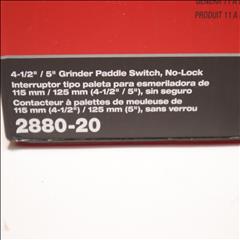 PRODUIT 11 A
4-1/2" / 5" Grinder Paddle Switch, No-Lock
Interruptor tipo paleta para esmeriladora de
115 mm / 125 mm (4-1/2" / 5"), sin seguro
Contacteur à palettes de meuleuse de
115 mm / 125 mm (4-1/2" / 5"), sans verrou
2880-20